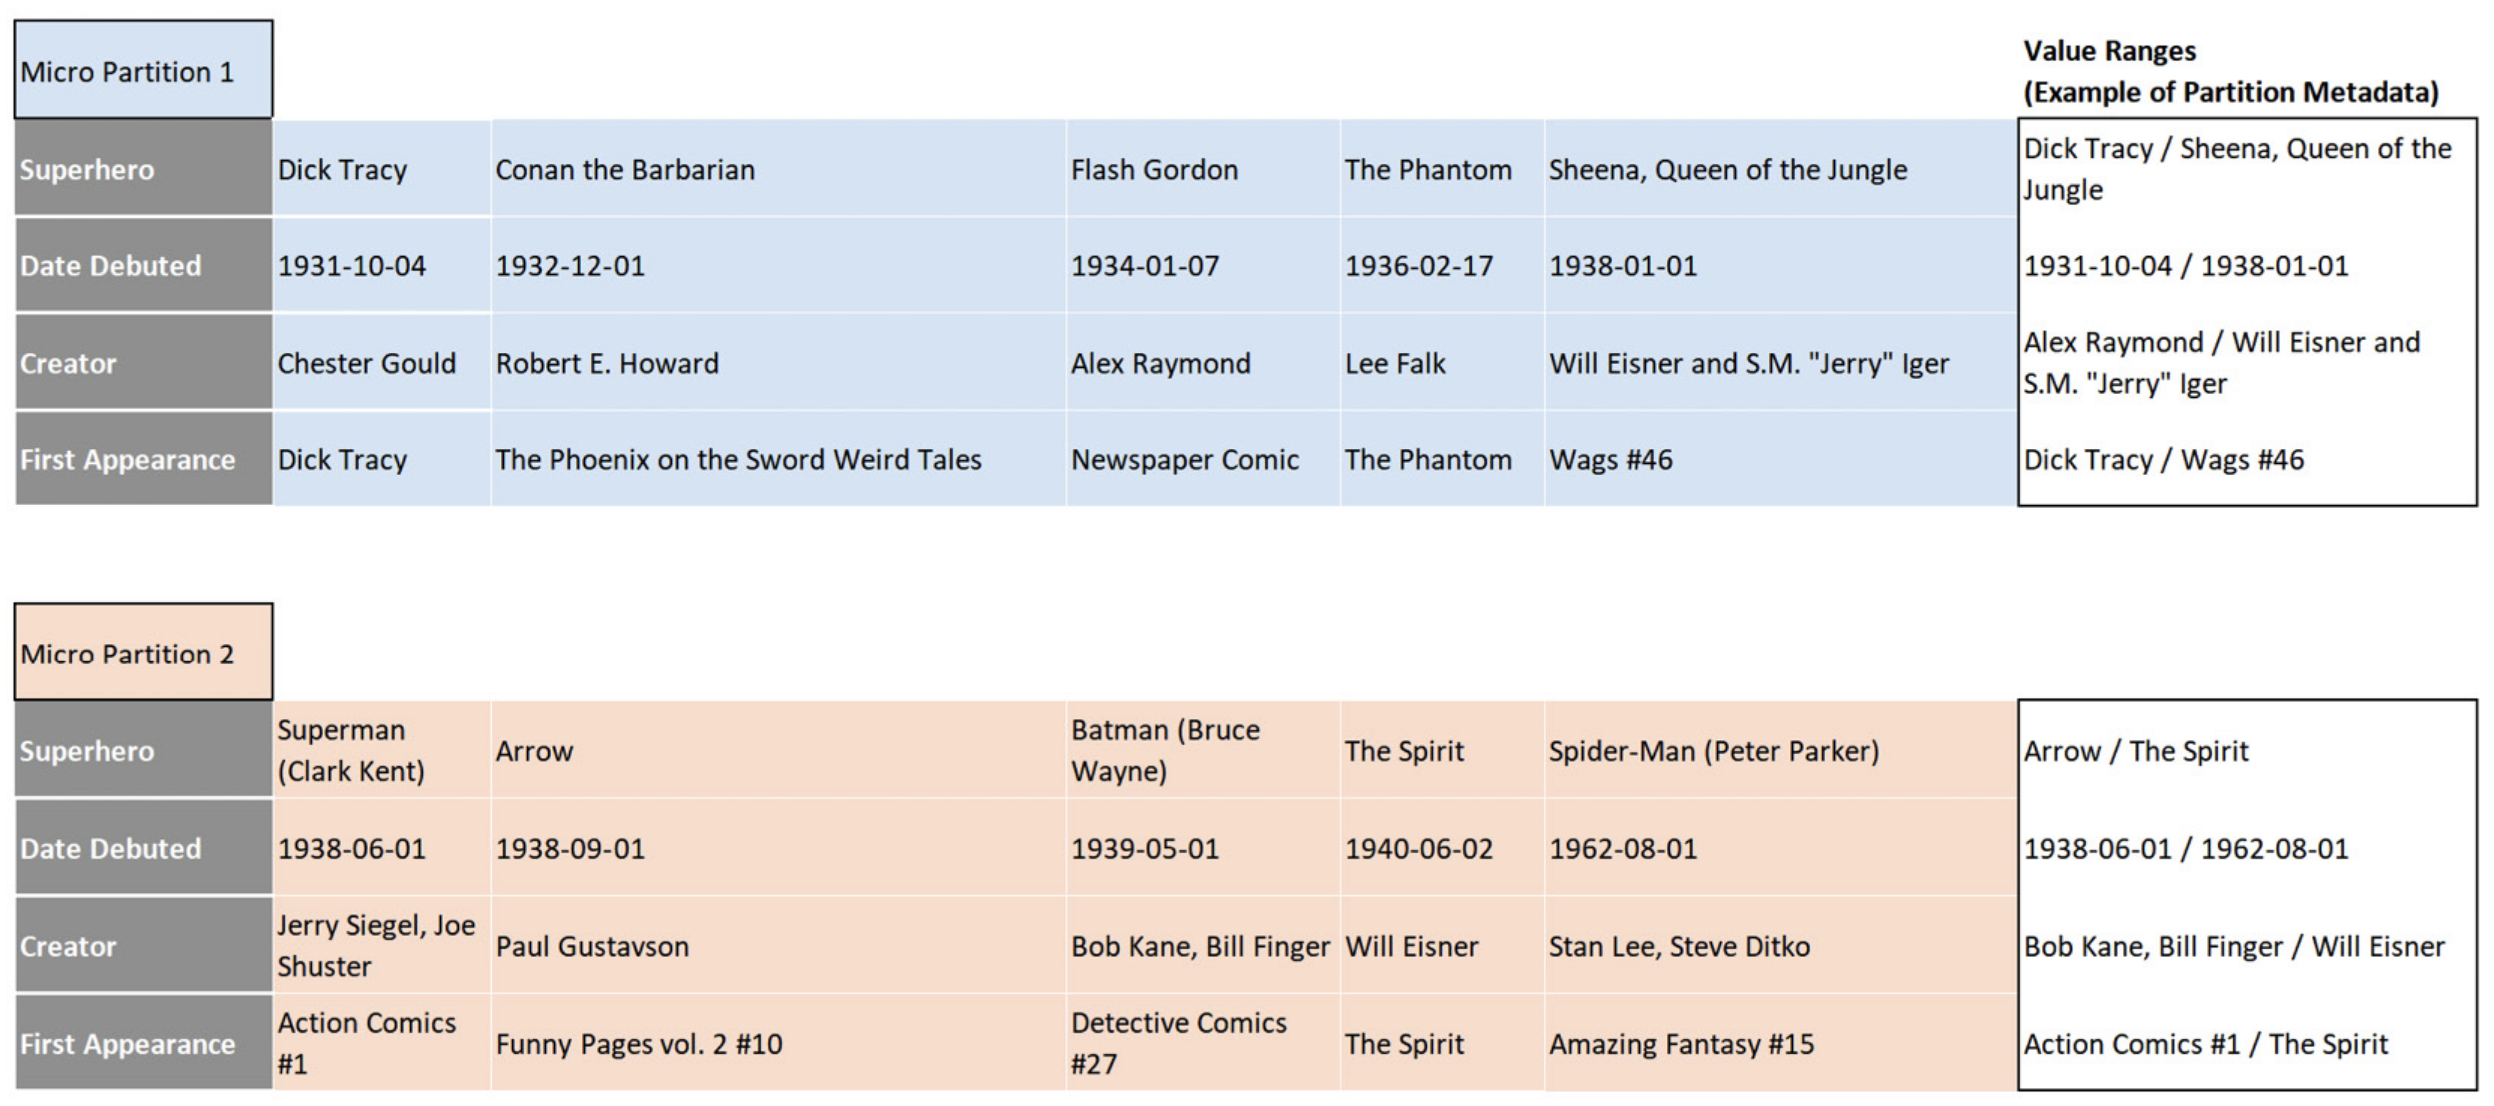 Micro Partition 1
Value Ranges
(Example of Partition Metadata)
Superhero
Dick Tracy
Conan the Barbarian
Flash Gordon
The Phantom
Sheena, Queen of the Jungle
Dick Tracy / Sheena, Queen of the
Jungle
Date Debuted
1931-10-04
1932-12-01
1934-01-07
1936-02-17
1938-01-01
1931-10-04 / 1938-01-01
Creator
Chester Gould
Robert E. Howard
Alex Raymond
Lee Falk
Will Eisner and S.M. "Jerry" Iger
Alex Raymond / Will Eisner and
S.M. "Jerry" Iger
First Appearance
Dick Tracy
The Phoenix on the Sword Weird Tales
Newspaper Comic
The Phantom
Wags #46
Dick Tracy / Wags #46
Micro Partition 2
Superhero
Superman
(Clark Kent)
Arrow
Batman (Bruce
Wayne)
The Spirit
Spider-Man (Peter Parker)
Arrow / The Spirit
Date Debuted
1938-06-01
1938-09-01
1939-05-01
1940-06-02
1962-08-01
1938-06-01 / 1962-08-01
Creator
Jerry Siegel, Joe
Shuster
Paul Gustavson
Bob Kane, Bill Finger
Will Eisner
Stan Lee, Steve Ditko
Bob Kane, Bill Finger / Will Eisner
First Appearance
Action Comics
#1
Funny Pages vol. 2 #10
Detective Comics
#27
The Spirit
Amazing Fantasy #15
Action Comics #1 / The Spirit